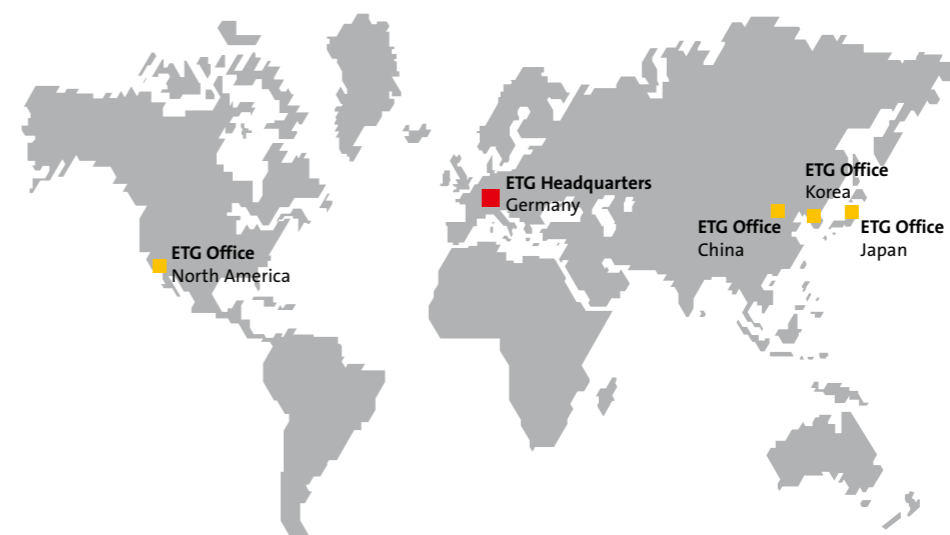 ETG Headquarters
Germany
ETG Office
Korea
ETG Office
China
ETG Office
Japan
ETG Office
North America